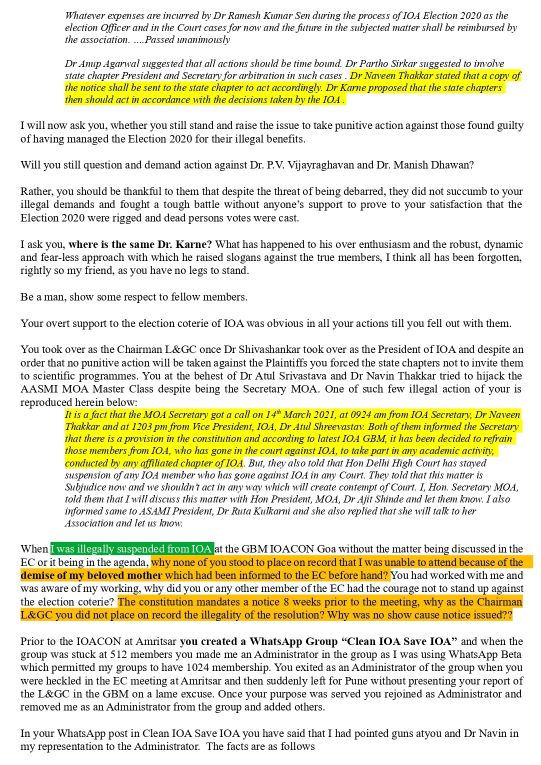 Whatever expenses are incurred by Dr Ramesh Kumar Sen during the process of IOA Election 2020 as the
election Officer and in the Court cases for now and the future in the subjected matter shall be reimbursed by
the association. ....Passed unanimously
Dr Anup Agarwal suggested that all actions should be time bound. Dr Partho Sirkar suggested to involve
state chapter President and Secretary for arbitration in such cases . Dr Naveen Thakkar stated that a copy of
the notice shall be sent to the state chapter to act accordingly. Dr Karne proposed that the state chapters
then should act in accordance with the decisions taken by the IOA .
I will now ask you, whether you still stand and raise the issue to take punitive action against those found guilty
of having managed the Election 2020 for their illegal benefits.
Will you still question and demand action against Dr. P.V. Vijayraghavan and Dr. Manish Dhawan?
Rather, you should be thankful to them that despite the threat of being debarred, they did not succumb to your
illegal demands and fought a tough battle without anyone’s support to prove to your satisfaction that the
Election 2020 were rigged and dead persons votes were cast.
I ask you, where is the same Dr. Karne? What has happened to his over enthusiasm and the robust, dynamic
and fear-less approach with which he raised slogans against the true members, I think all has been forgotten,
rightly so my friend, as you have no legs to stand.
Be a man, show some respect to fellow members.
Your overt support to the election coterie of IOA was obvious in all your actions till you fell out with them.
You took over as the Chairman L&GC once Dr Shivashankar took over as the President of IOA and despite an
order that no punitive action will be taken against the Plaintiffs you forced the state chapters not to invite them
to scientific programmes. You at the behest of Dr Atul Srivastava and Dr Navin Thakkar tried to hijack the
AASMI MOA Master Class despite being the Secretary MOA. One of such few illegal action of your is
reproduced herein below:
It is a fact that the MOA Secretary got a call on 14th March 2021, at 0924 am from IOA Secretary, Dr Naveen
Thakkar and at 1203 pm from Vice President, IOA, Dr Atul Shreevastav. Both of them informed the Secretary
that there is a provision in the constitution and according to latest IOA GBM, it has been decided to refrain
those members from IOA, who has gone in the court against IOA, to take part in any academic activity,
conducted by any affiliated chapter of IOA. But, they also told that Hon Delhi High Court has stayed
suspension of any IOA member who has gone against IOA in any Court. They told that this matter is
Subjudice now and we shouldn't act in any way which will create contempt of Court. I, Hon. Secretary MOA,
told them that I will discuss this matter with Hon President, MOA, Dr Ajit Shinde and let them know. I also
informed same to ASAMI President, Dr Ruta Kulkarni and she also replied that she will talk to her
Association and let us know.
When I was illegally suspended from IOA at the GBM IOACON Goa without the matter being discussed in the
EC or it being in the agenda, why none of you stood to place on record that I was unable to attend because of the
demise of my beloved mother which had been informed to the EC before hand? You had worked with me and
was aware of my working, why did you or any other member of the EC had the courage not to stand up against
the election coterie? The constitution mandates a notice 8 weeks prior to the meeting, why as the Chairman
L&GC you did not place on record the illegality of the resolution? Why was no show cause notice issued??
Prior to the IOACON at Amritsar you created a WhatsApp Group “Clean IOA Save IOA” and when the
group was stuck at 512 members you made me an Administrator in the group as I was using WhatsApp Beta
which permitted my groups to have 1024 membership. You exited as an Administrator of the group when you
were heckled in the EC meeting at Amritsar and then suddenly left for Pune without presenting your report of
the L&GC in the GBM on a lame excuse. Once your purpose was served you rejoined as Administrator and
removed me as an Administrator from the group and added others.
In your WhatsApp post in Clean IOA Save IOA you have said that I had pointed guns atyou and Dr Navin in
my representation to the Administrator.  The facts are as follows